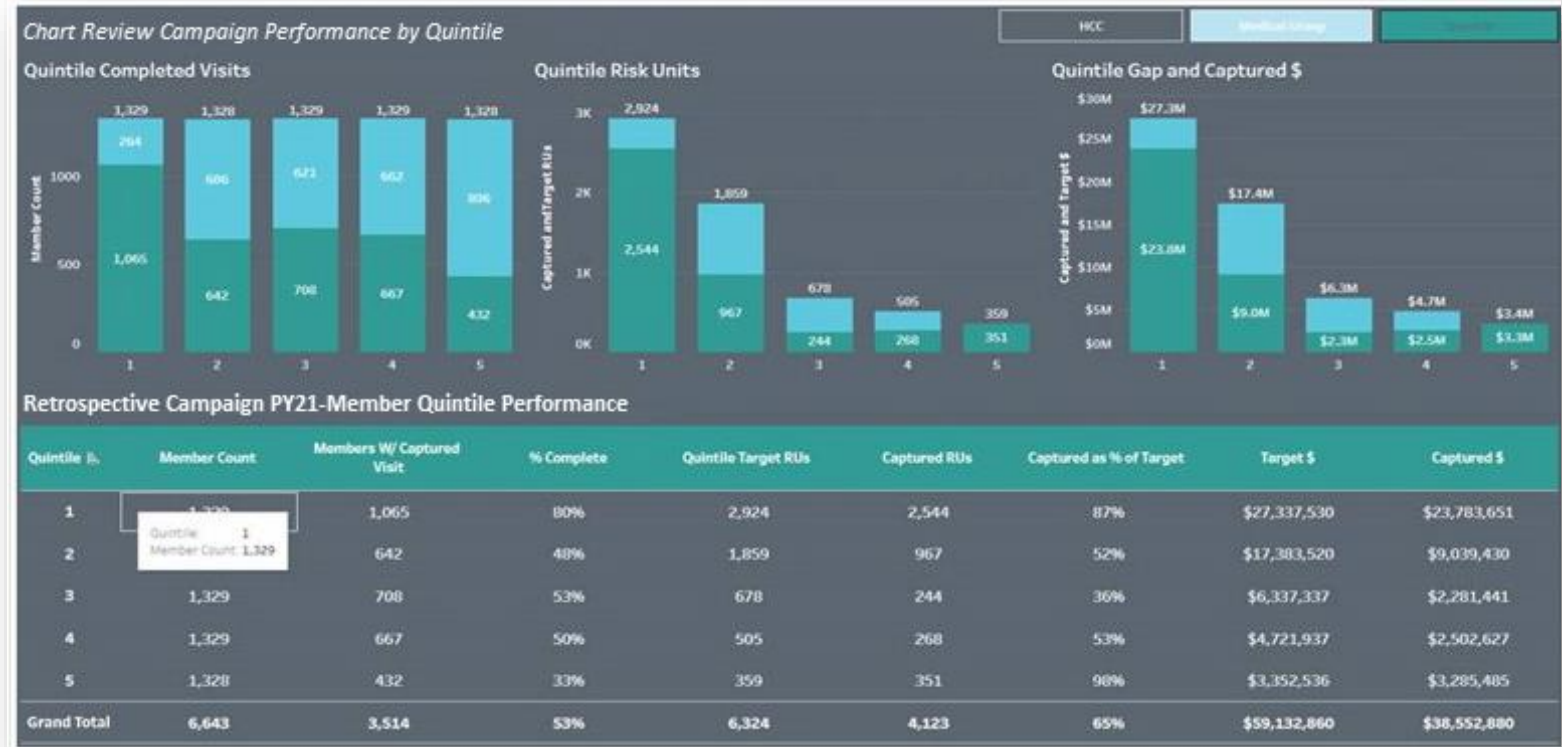 Chart Review Campaign Performance by Quintile
HCC
Quintile Completed Visits
Quintile Risk Units
Quintile Gap and Captured $
Member Count
1000
500
0
1,329
1,328
1,329
1,329
1,328
264
686
621
662
896
1,065
642
708
667
432
1
2
3
4
5
Captured andTarget RUs
3K
2K
1K
0K
2,924
1,859
678
505
359
2,544
967
244
268
351
1
2
3
4
5
Captured and Target $
$30M
$25M
$20M
$15M
$10M
$5M
$0M
$27.3M
$17.4M
$6.3M
$4.7M
$3.4M
$23.8M
$9.0M
$2.3M
$2.5M
$3.3M
1
2
3
4
5
Retrospective Campaign PY21-Member Quintile Performance
Quintile Member Count Members W/ Captured Visit % Complete Quintile Target RUs Captured RUs Captured as % of Target Target $ Captured $
1 1,329 1,065 80% 2,924 2,544 87% $27,337,530 $23,783,651
Quintile: 1
Member Count: 1,329
2 642 48% 1,859 967 52% $17,383,520 $9,039,430
3 1,329 708 53% 678 244 36% $6,337,337 $2,281,441
4 1,329 667 50% 505 268 53% $4,721,937 $2,502,627
5 1,328 432 33% 359 351 98% $3,352,536 $3,285,485
Grand Total 6,643 3,514 53% 6,324 4,123 65% $59,132,860 $38,552,880